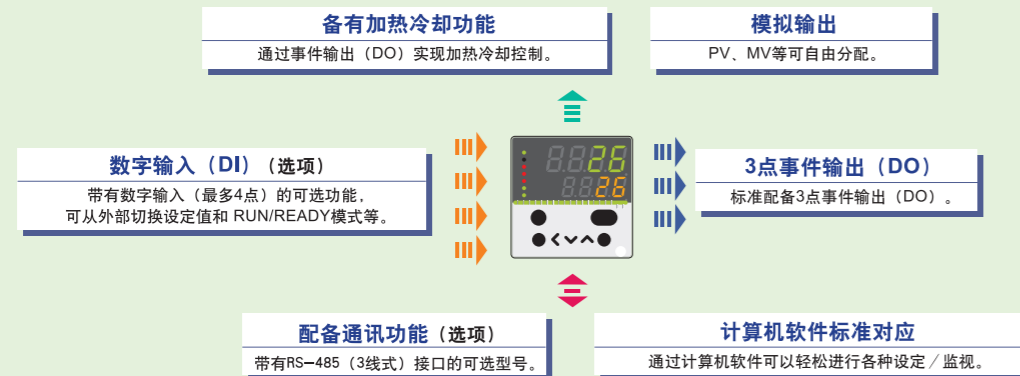 备有加热冷却功能
通过事件输出（DO）实现加热冷却控制。
模拟输出
PV、MV等可自由分配。
数字输入（DI）（选项）
带有数字输入（最多4点）的可选功能，
可从外部切换设定值和 RUN/READY模式等。
8.8.8.26
8.8.26
3点事件输出（DO）
标准配备3点事件输出（DO）。
配备通讯功能（选项）
带有RS-485（3线式）接口的可选型号。
计算机软件标准对应
通过计算机软件可以轻松进行各种设定／监视。